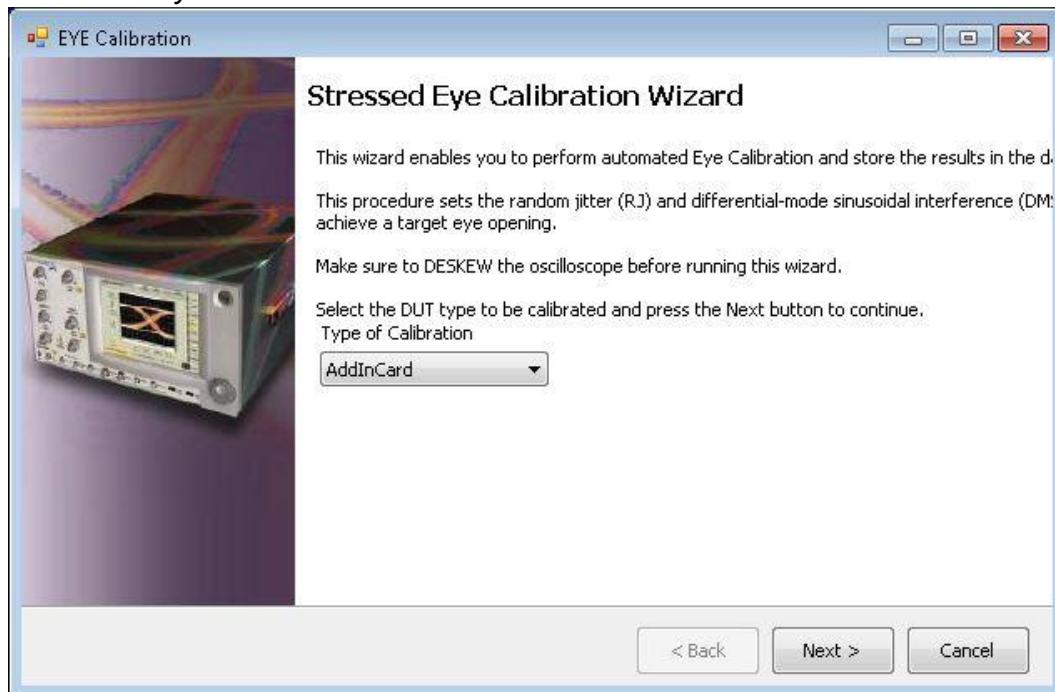 EYE Calibration
Stressed Eye Calibration Wizard
This wizard enables you to perform automated Eye Calibration and store the results in the
This procedure sets the random jitter (RJ) and differential-mode sinusoidal interference
achieve a target eye opening.
Make sure to DESKEW the oscilloscope before running this wizard.
Select the DUT type to be calibrated and press the Next button to continue.
Type of Calibration
AddInCard
< Back
Next >
Cancel